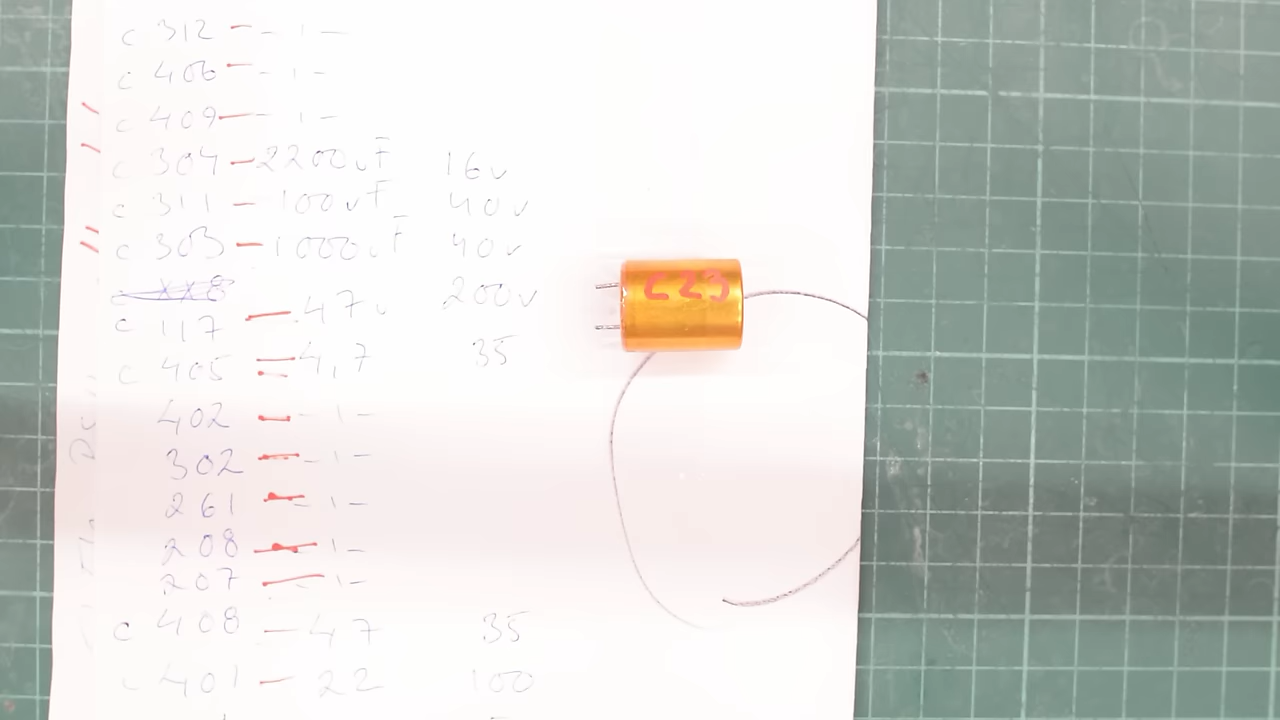 c 312 - - 1 -
c 406 - - 1 -
c 409 - - 1 -
c 304 - 2200uF 16v
c 311 - 100uF 40v
c 303 - 1000uF 40v
200v
c 117 - 47u
c 405 = 4,7 35
402 - - 1 -
302 - - 1 -
261 - - 1 -
208 - 1 -
207 - 1 -
c 408 - 47 35
c 401 - 22 100
C23